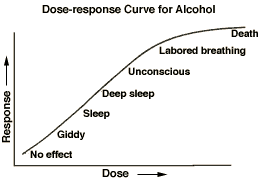 Dose-response Curve for Alcohol
Death
Labored breathing
Unconscious
Deep sleep
Sleep
Giddy
No effect
Response
Dose